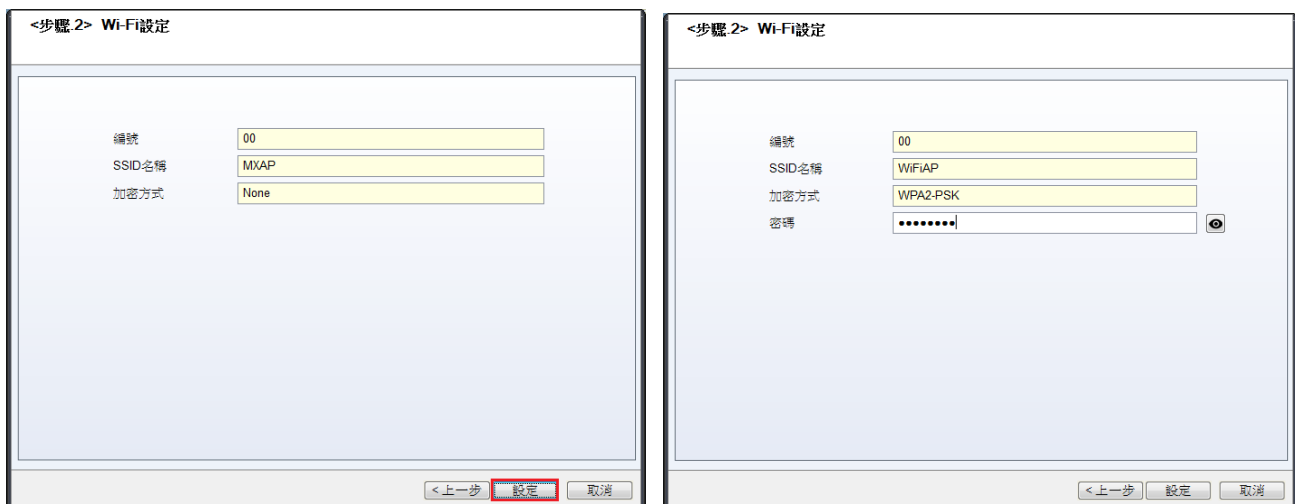 <步驟.2> Wi-Fi設定
編號 00
SSID名稱 MXAP
加密方式 None
<上一步 設定 取消
<步驟.2> Wi-Fi設定
編號 00
SSID名稱 WiFiAP
加密方式 WPA2-PSK
密碼 ••••••••
<上一步 設定 取消